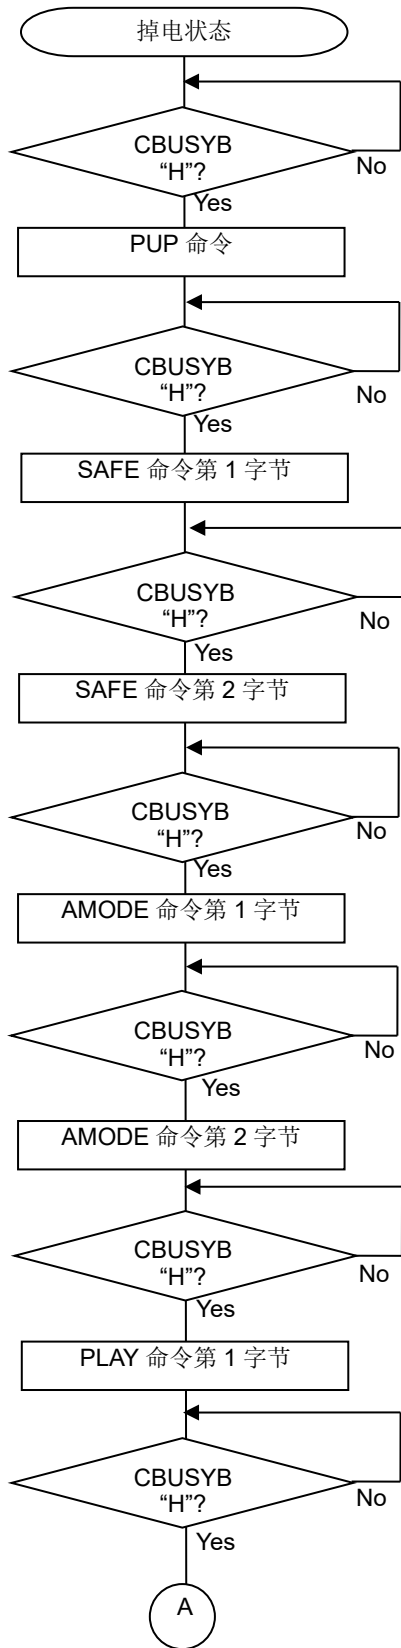 掉电状态
CBUSYB
“H”?
No
Yes
PUP 命令
CBUSYB
“H”?
No
Yes
SAFE 命令第 1 字节
CBUSYB
“H”?
No
Yes
SAFE 命令第 2 字节
CBUSYB
“H”?
No
Yes
AMODE 命令第 1 字节
CBUSYB
“H”?
No
Yes
AMODE 命令第 2 字节
CBUSYB
“H”?
No
Yes
PLAY 命令第 1 字节
CBUSYB
“H”?
No
Yes
A